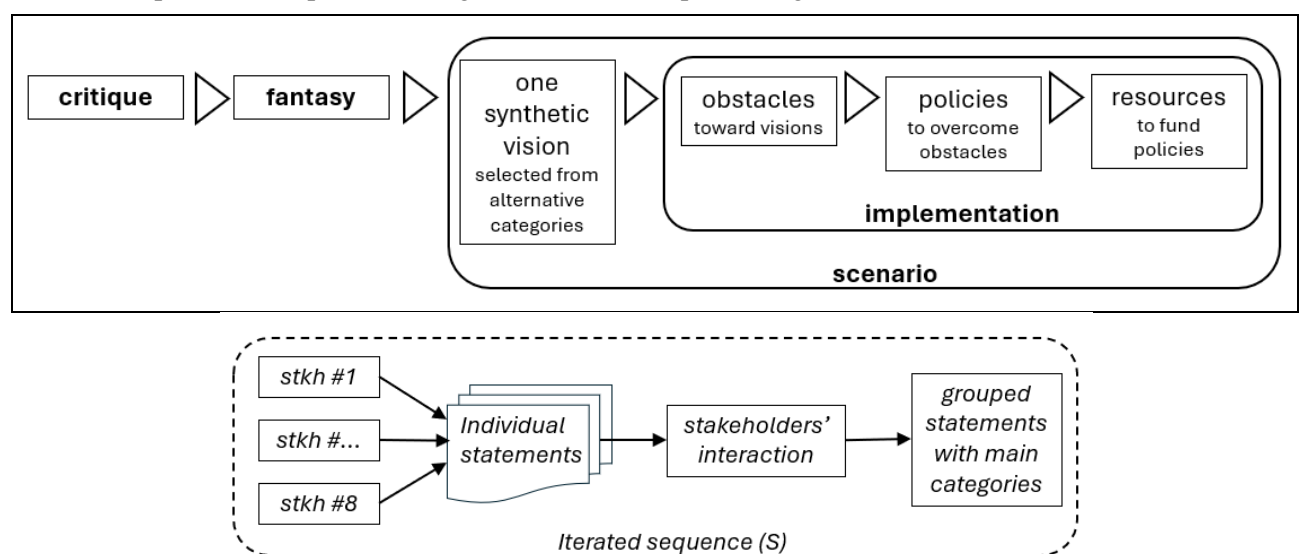 critique
fantasy
one
synthetic
vision
selected from
alternative
categories
obstacles
toward visions
policies
to overcome
obstacles
resources
to fund
policies
implementation
scenario
stkh #1
stkh #...
stkh #8
Individual
statements
stakeholders’
interaction
grouped
statements
with main
categories
Iterated sequence (S)